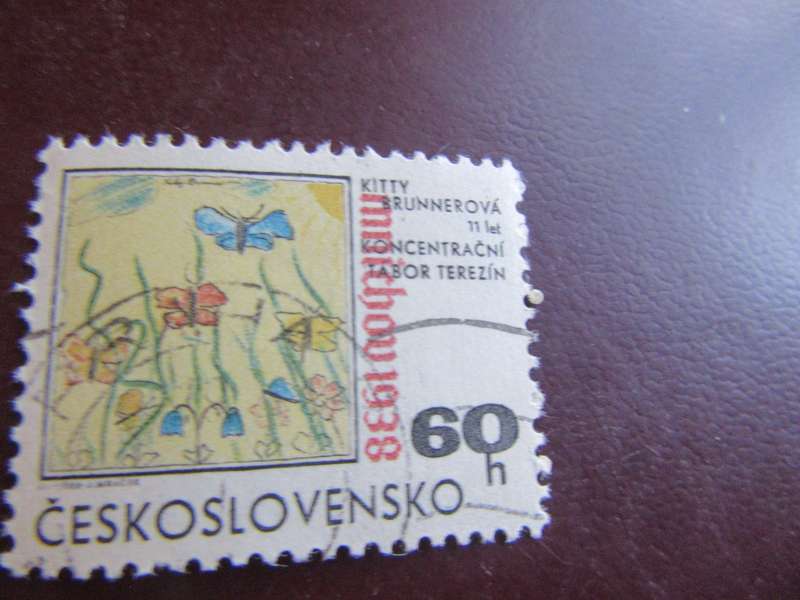 KITTY
BRUNNEROVÁ
11 let
KONCENTRAČNÍ
TÁBOR TEREZÍN
mnichov 1938
60
h
ČESKOSLOVENSKO